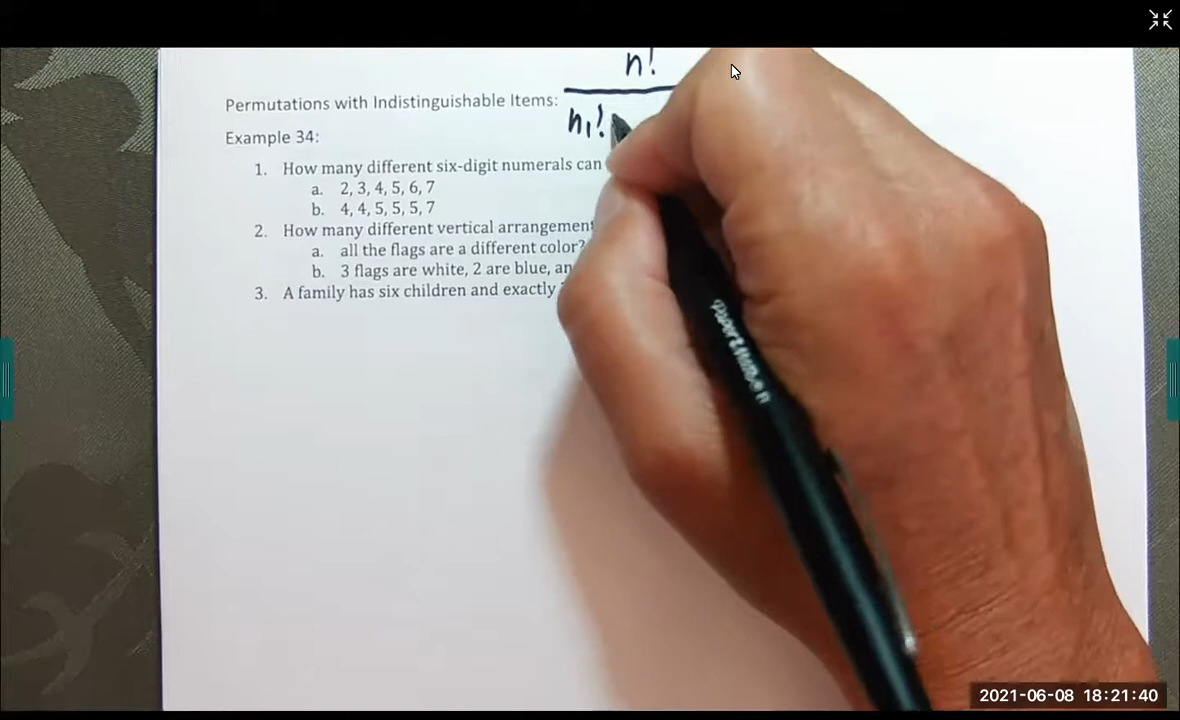 n!
Permutations with Indistinguishable Items:
n₁!
Example 34:
1. How many different six-digit numerals can
a. 2, 3, 4, 5, 6, 7
b. 4, 4, 5, 5, 5, 7
2. How many different vertical arrangement
a. all the flags are a different color?
b. 3 flags are white, 2 are blue, an
3. A family has six children and exactly
PaperMate
2021-06-08 18:21:40